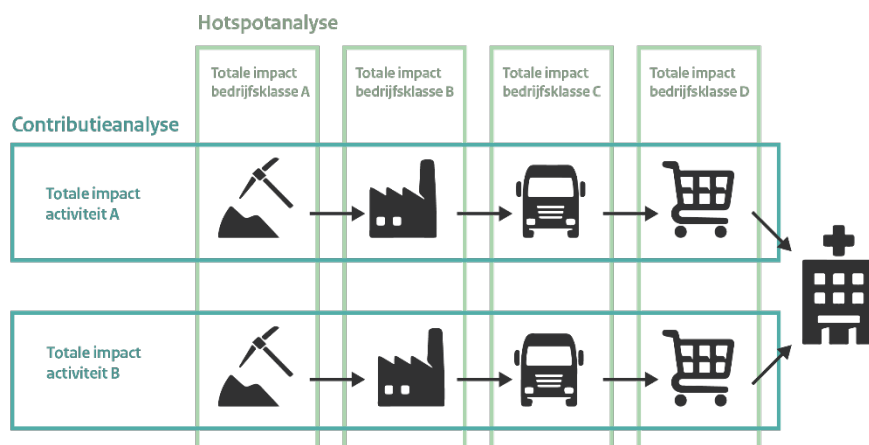 Hotspotanalyse
Totale impact
bedrijfsklasse A
Totale impact
bedrijfsklasse B
Totale impact
bedrijfsklasse C
Totale impact
bedrijfsklasse D
Contributieanalyse
Totale impact
activiteit A
Totale impact
activiteit B